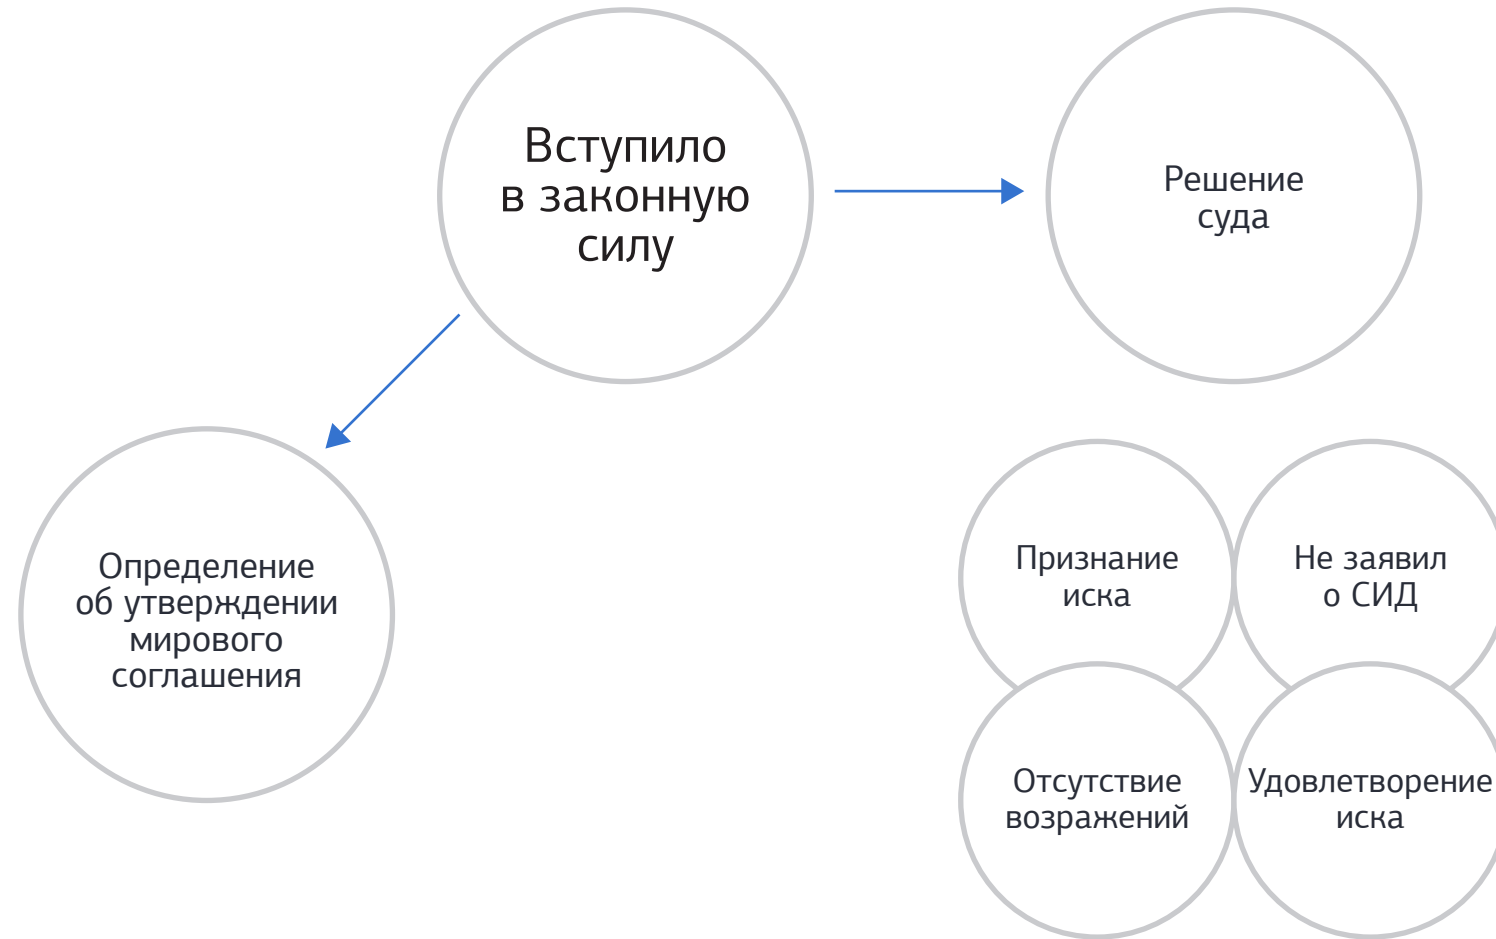 Вступило
в законную
силу
Решение
суда
Определение
об утверждении
мирового
соглашения
Признание
иска
Не заявил
о СИД
Отсутствие
возражений
Удовлетворение
иска